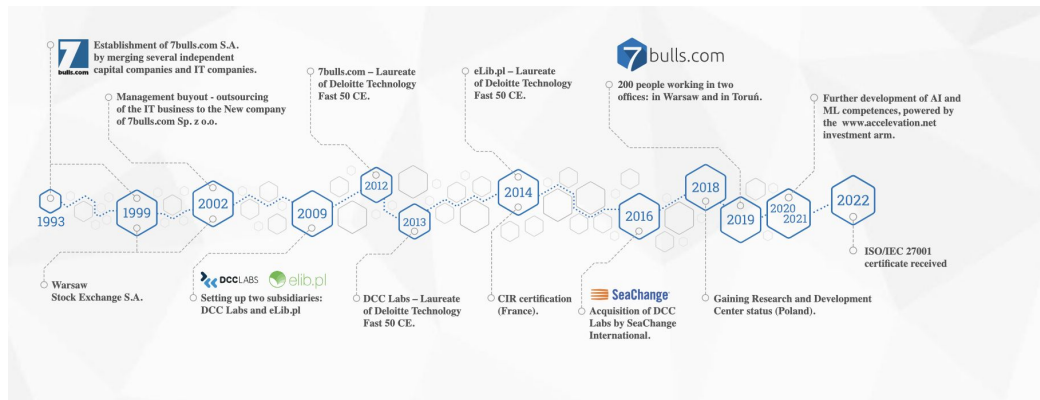 7
bulls.com
Establishment of 7bulls.com S.A.
by merging several independent
capital companies and IT companies.
Management buyout - outsourcing
of the IT business to the New company
of 7bulls.com Sp. z o.o.
7bulls.com – Laureate
of Deloitte Technology
Fast 50 CE.
eLib.pl – Laureate
of Deloitte Technology
Fast 50 CE.
7bulls.com
200 people working in two
offices: in Warsaw and in Toruń.
Further development of AI and
ML competences, powered by
the www.accelevation.net
investment arm.
1993
1999
2002
2009
2012
2013
2014
2016
2018
2019
2020
2021
2022
Warsaw
Stock Exchange S.A.
DCCLABS
elib.pl
Setting up two subsidiaries:
DCC Labs and eLib.pl
DCC Labs – Laureate
of Deloitte Technology
Fast 50 CE.
CIR certification
(France).
SeaChange
Acquisition of DCC
Labs by SeaChange
International.
Gaining Research and Development
Center status (Poland).
ISO/IEC 27001
certificate received